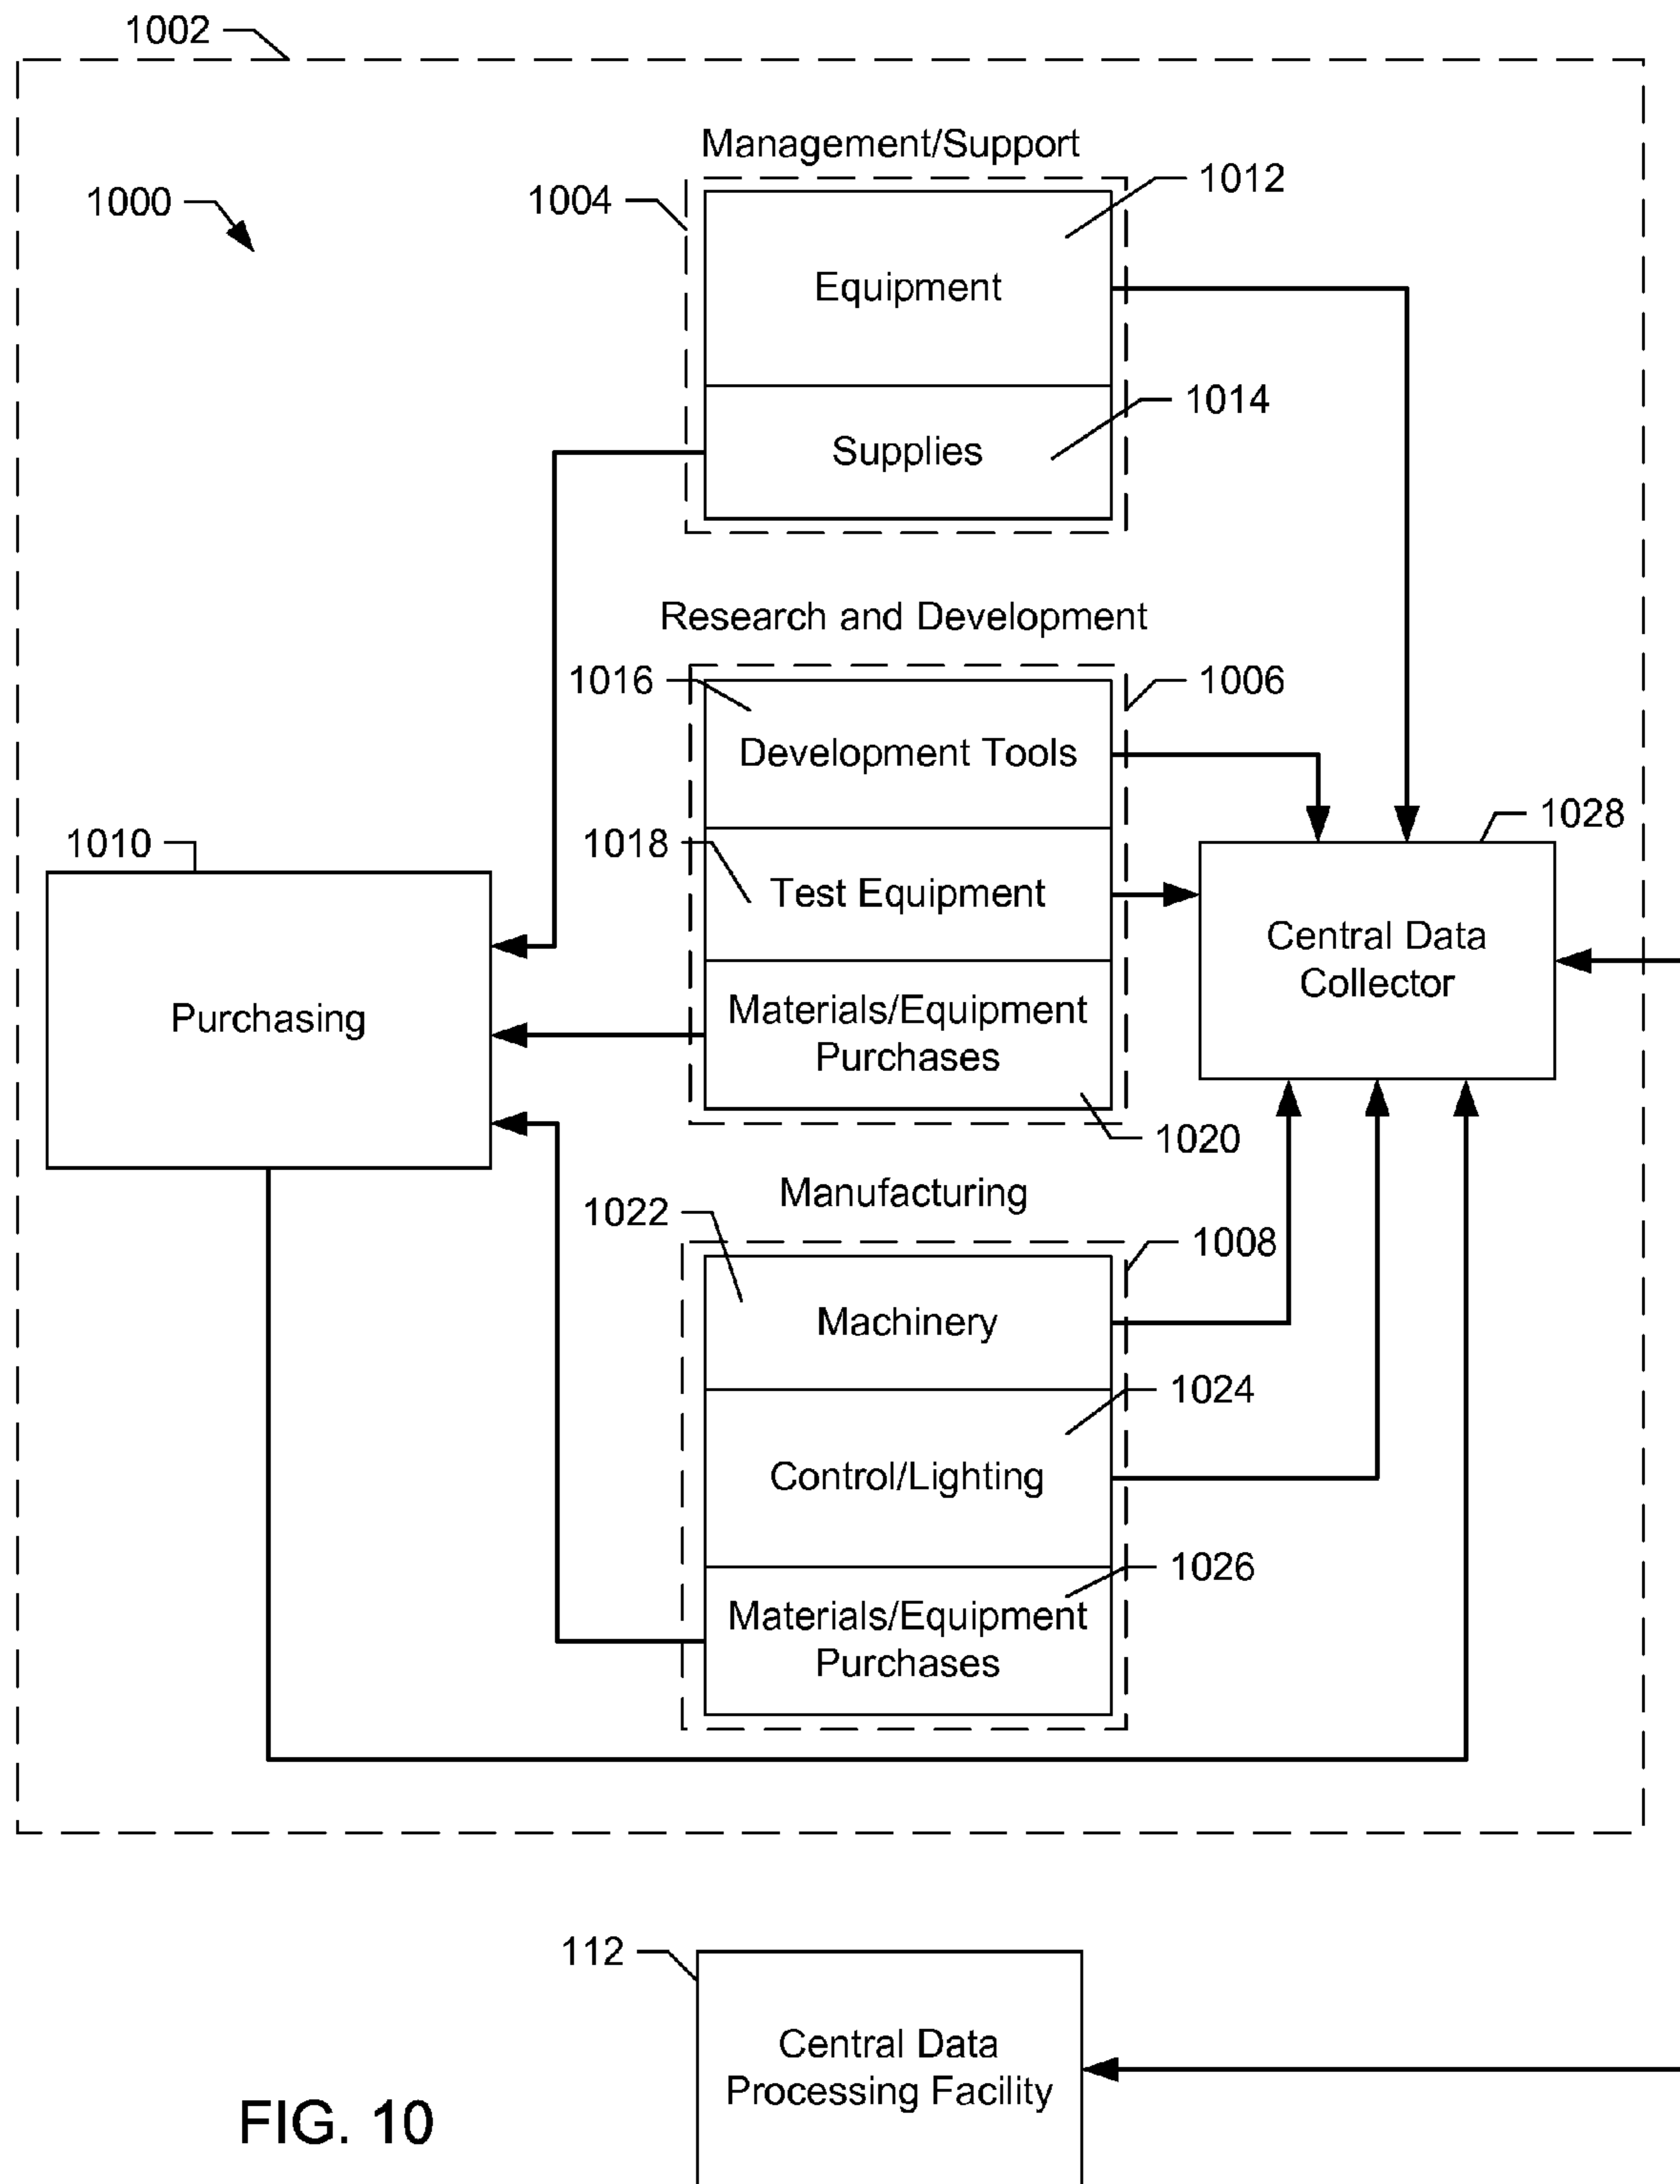 1002
Management/Support
1000
1004
1012
Equipment
1014
Supplies
Research and Development
1016
1006
Development Tools
1018
Test Equipment
1028
1010
Central Data
Collector
Purchasing
Materials/Equipment
Purchases
1020
Manufacturing
1022
1008
Machinery
1024
Control/Lighting
1026
Materials/Equipment
Purchases
112
Central Data
Processing Facility
FIG. 10